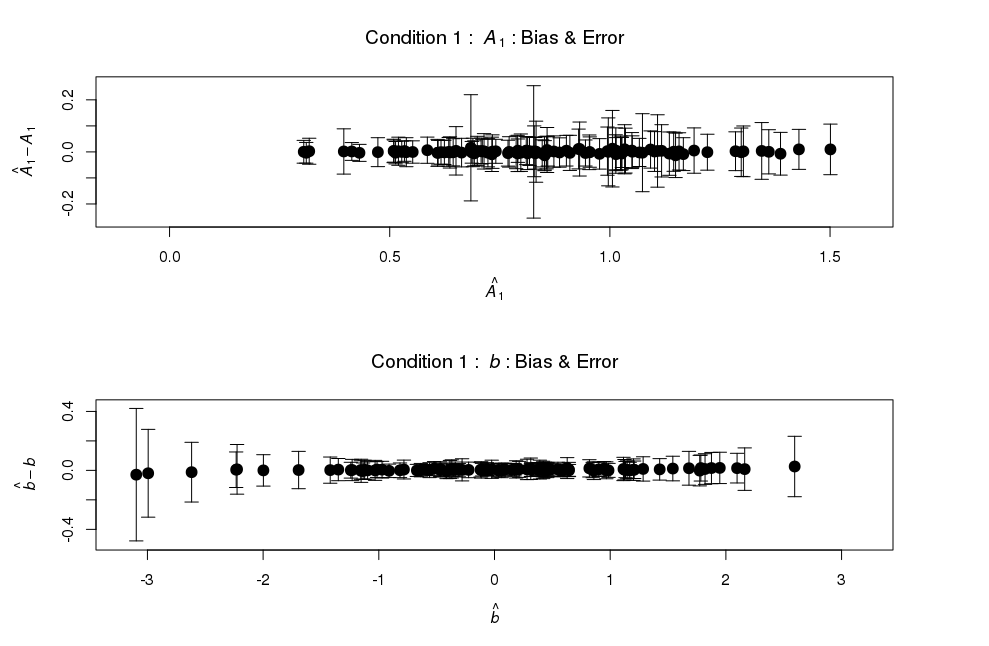 Condition 1 : A₁ : Bias & Error
0.2
0.0
-0.2
Â₁ – A₁
0.0 0.5 1.0 1.5
Â₁
Condition 1 : b : Bias & Error
0.4
0.0
-0.4
b̂ – b
-3 -2 -1 0 1 2 3
b̂